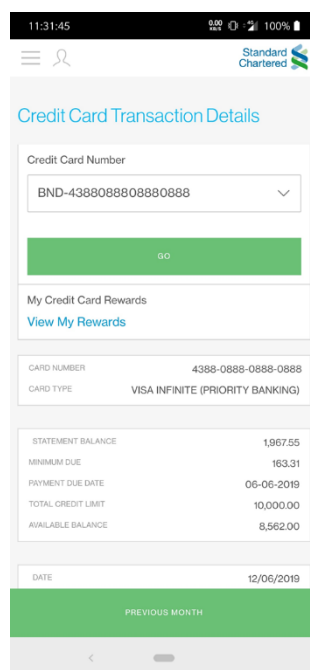 11:31:45 0.00 KB/S 4G 100%
Standard
Chartered
Credit Card Transaction Details
Credit Card Number
BND-4388088808880888
GO
My Credit Card Rewards
View My Rewards
CARD NUMBER 4388-0888-0888-0888
CARD TYPE VISA INFINITE (PRIORITY BANKING)
STATEMENT BALANCE 1,967.55
MINIMUM DUE 163.31
PAYMENT DUE DATE 06-06-2019
TOTAL CREDIT LIMIT 10,000.00
AVAILABLE BALANCE 8,562.00
DATE 12/06/2019
PREVIOUS MONTH